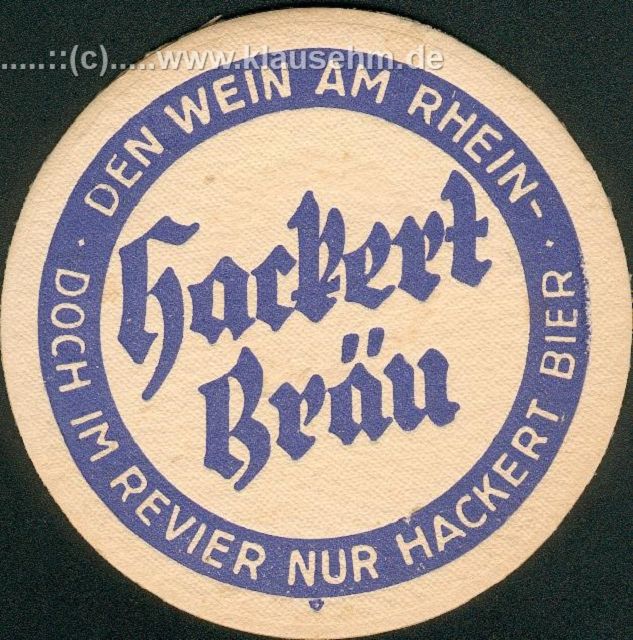 .....::(c).....www.klausehm.de
DEN WEIN AM RHEIN-
Hackert
Bräu
· DOCH IM REVIER NUR HACKERT BIER ·